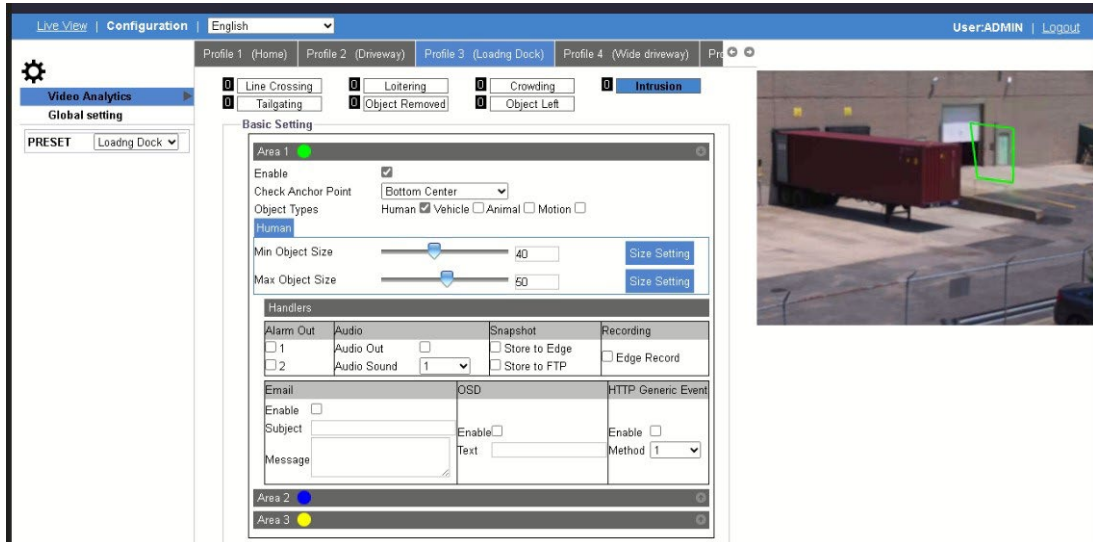 Live View | Configuration | English User:ADMIN | Logout
Profile 1 (Home) Profile 2 (Driveway) Profile 3 (Loadng Dock) Profile 4 (Wide driveway) Pro
Video Analytics
Global setting
PRESET Loadng Dock
0 Line Crossing 0 Loitering 0 Crowding 0 Intrusion
0 Tailgating 0 Object Removed 0 Object Left
Basic Setting
Area 1
Enable
Check Anchor Point Bottom Center
Object Types Human Vehicle Animal Motion
Human
Min Object Size 40 Size Setting
Max Object Size 50 Size Setting
Handlers
Alarm Out Audio Snapshot Recording
1 Audio Out Store to Edge Edge Record
2 Audio Sound 1 Store to FTP
Email OSD HTTP Generic Event
Enable
Subject Enable Enable
Message Text Method 1
Area 2
Area 3